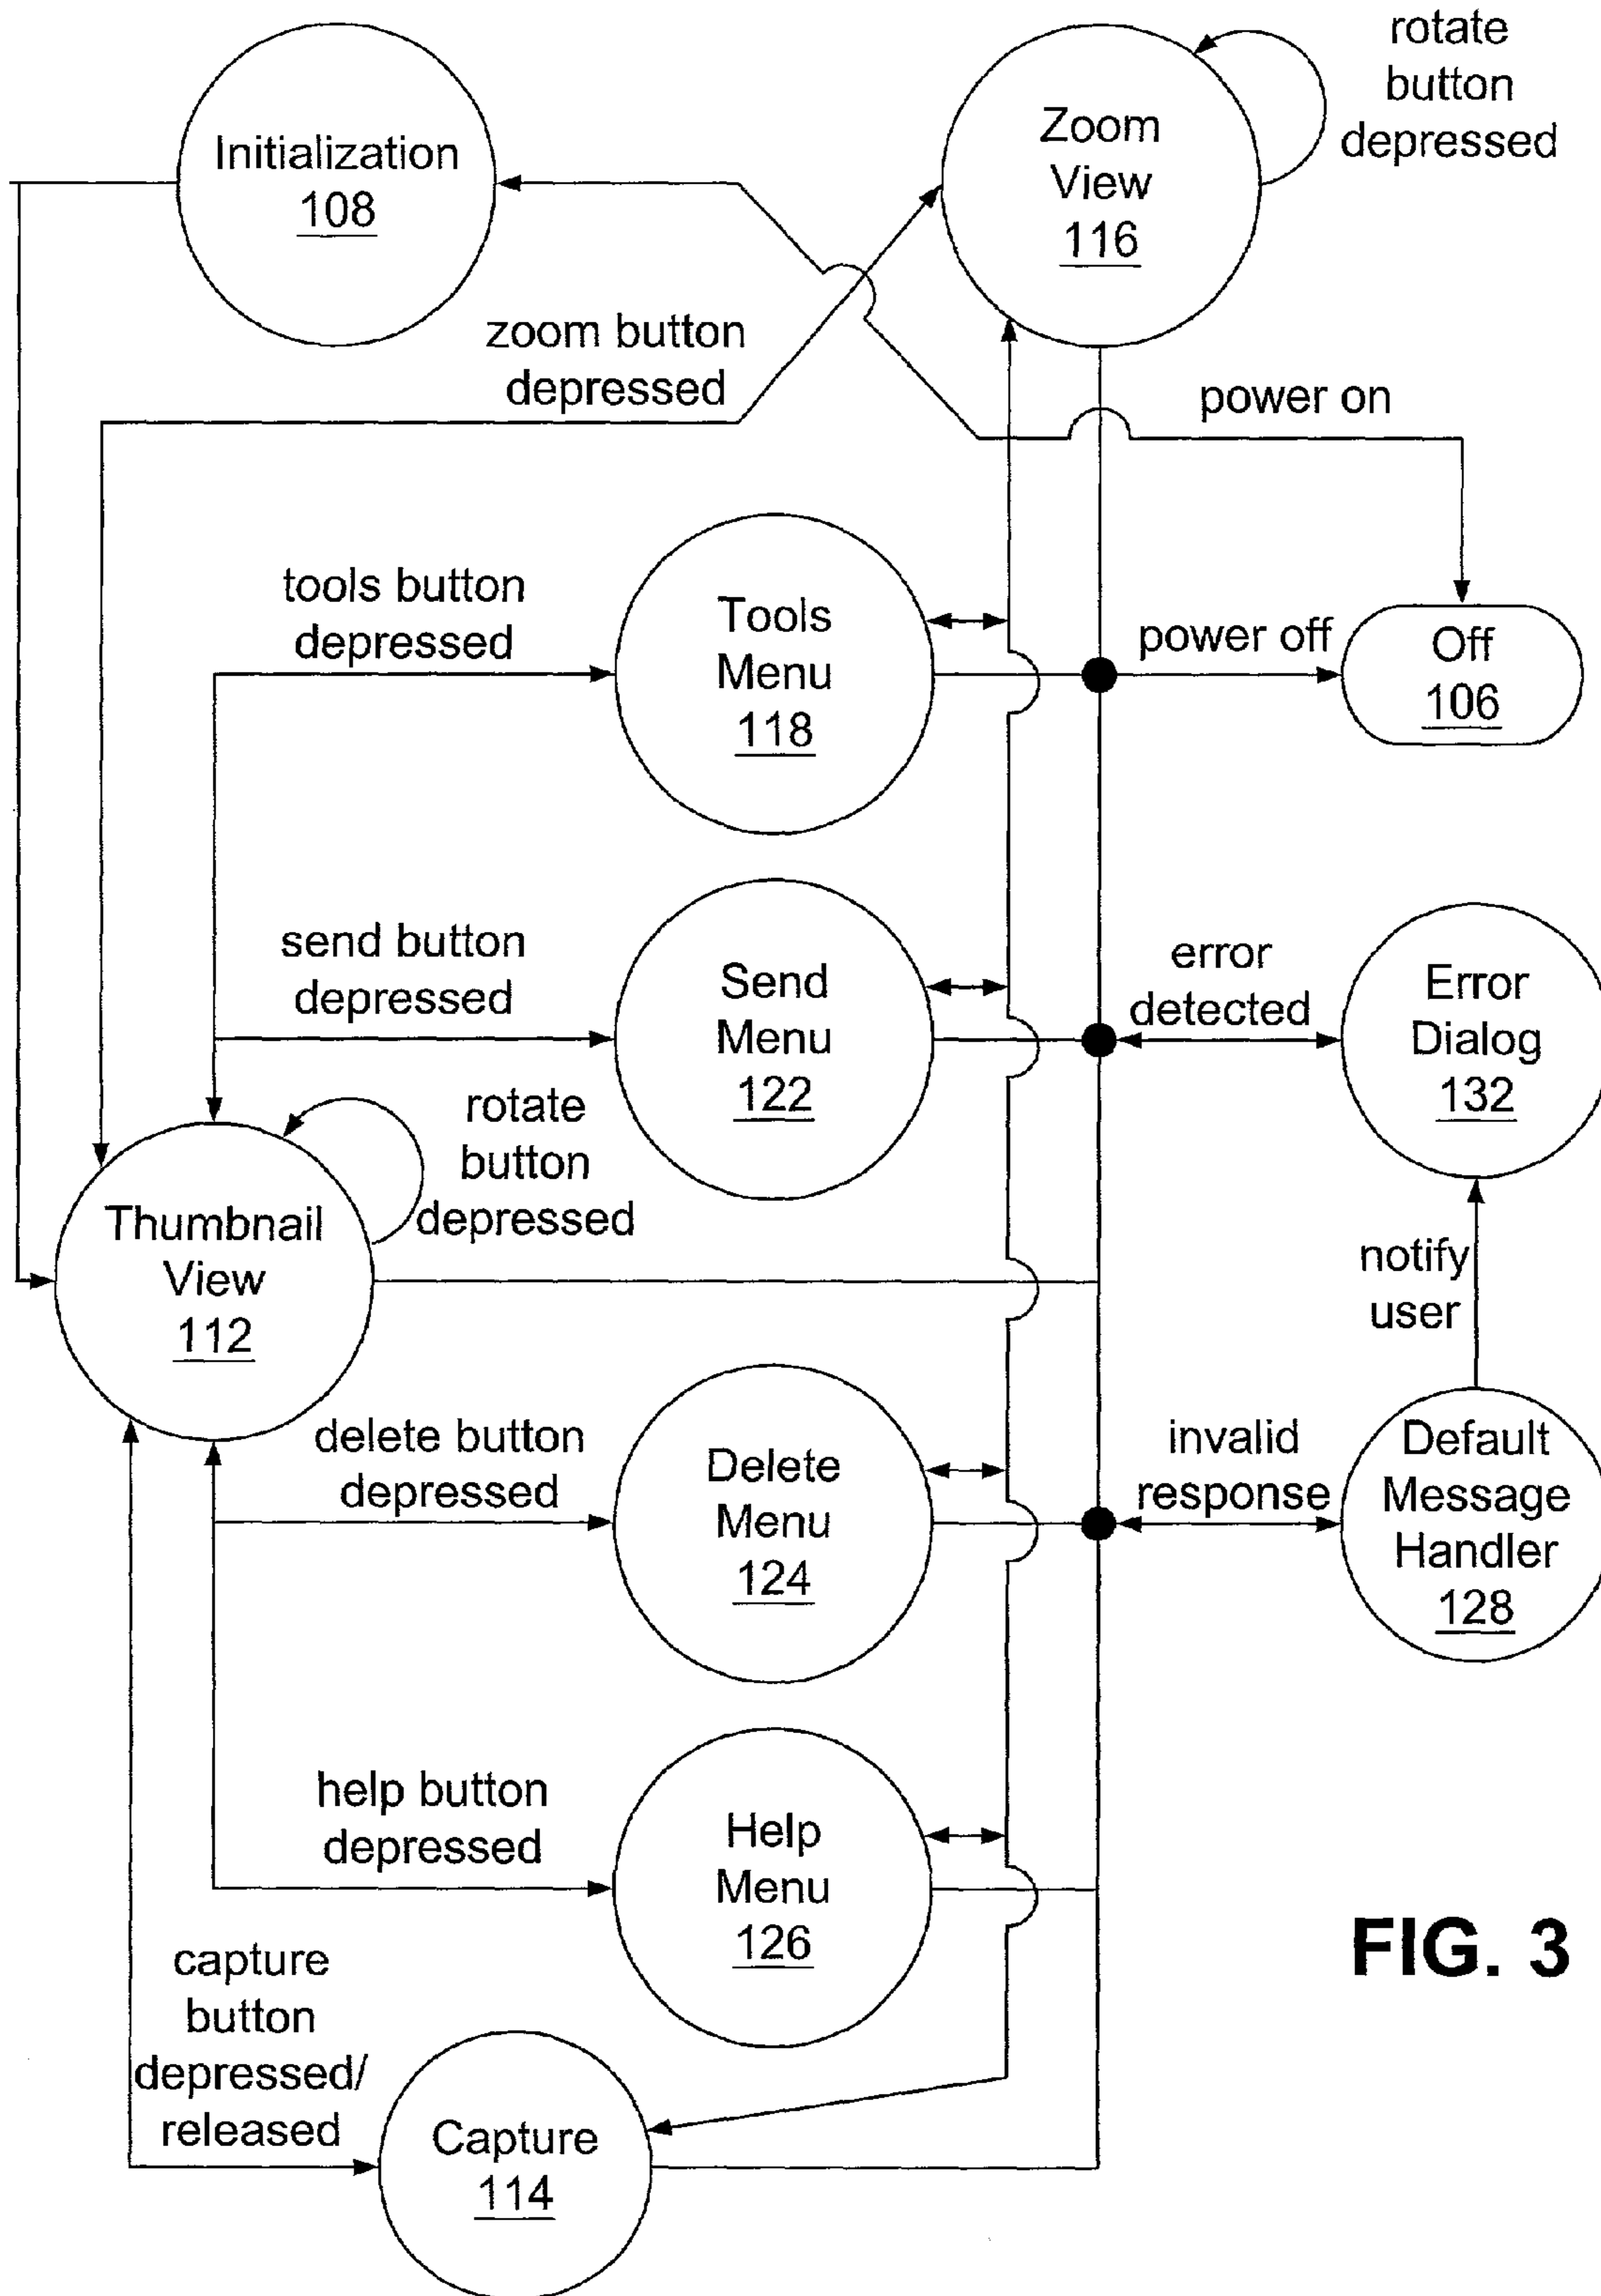 Initialization
108
Zoom
View
116
rotate
button
depressed
zoom button
depressed
power on
tools button
depressed
Tools
Menu
118
power off
Off
106
send button
depressed
Send
Menu
122
error
detected
Error
Dialog
132
rotate
button
depressed
Thumbnail
View
112
notify
user
delete button
depressed
Delete
Menu
124
invalid
response
Default
Message
Handler
128
help button
depressed
Help
Menu
126
capture
button
depressed/
released
Capture
114
FIG. 3